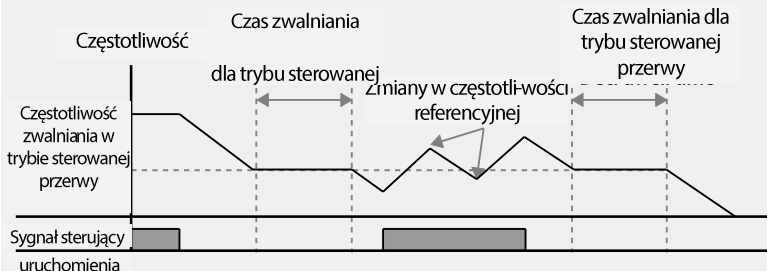 Częstotliwość
Czas zwalniania
dla trybu sterowanej
Czas zwalniania dla
trybu sterowanej
przerwy
Zmiany w częstotli-wości
referencyjnej
Częstotliwość
zwalniania w
trybie sterowanej
przerwy
Sygnał sterujący
uruchomienia